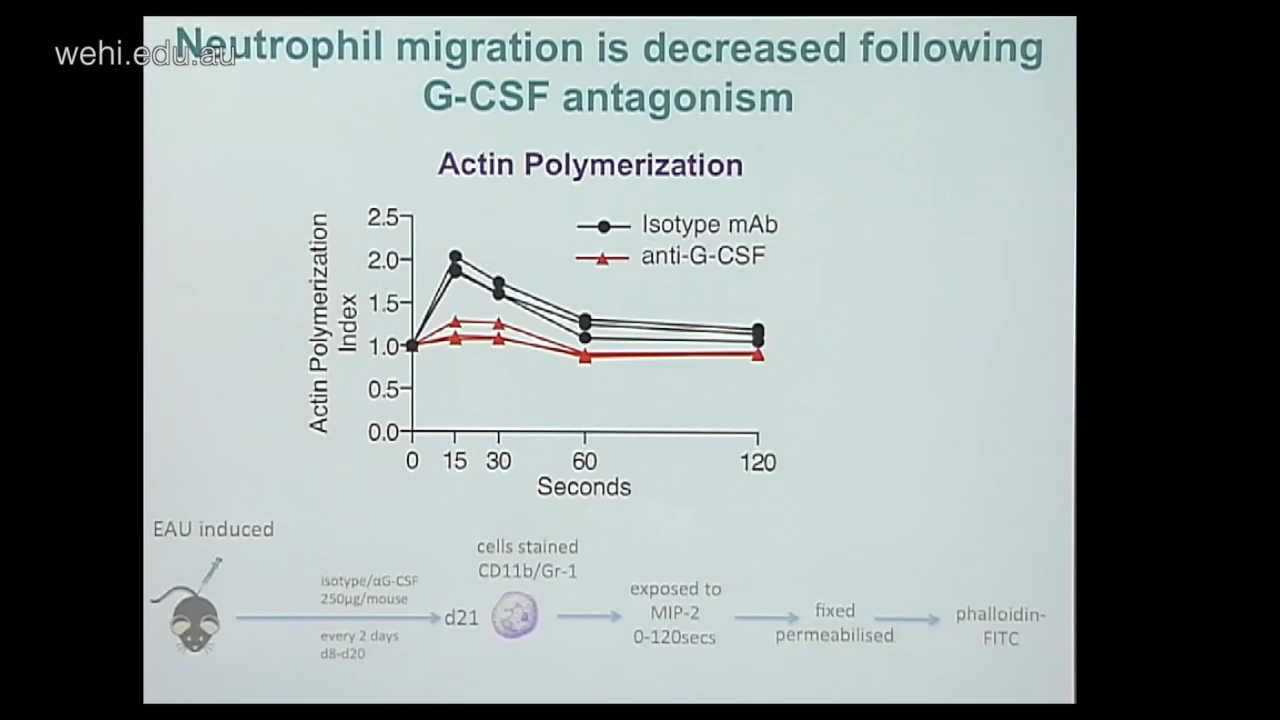 wehi.edu.au
Neutrophil migration is decreased following
G-CSF antagonism
Actin Polymerization
Actin Polymerization
Index
2.5
2.0
1.5
1.0
0.5
0.0
Isotype mAb
anti-G-CSF
0 15 30 60 120
Seconds
EAU induced
isotype/αG-CSF
250µg/mouse
every 2 days
d8-d20
d21
cells stained
CD11b/Gr-1
exposed to
MIP-2
0-120secs
fixed
permeabilised
phalloidin-
FITC